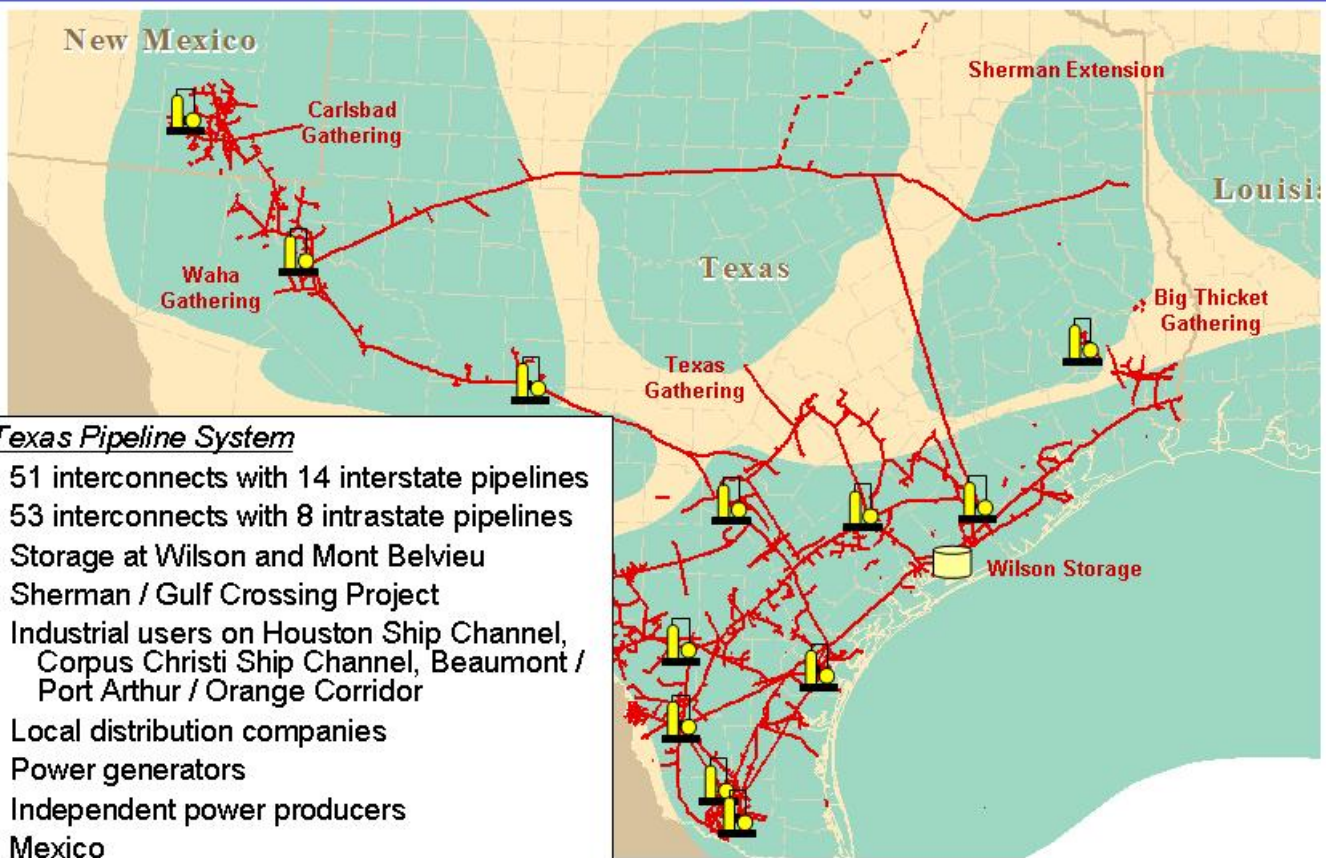 New Mexico
Sherman Extension
Carlsbad
Gathering
Texas
Waha
Gathering
Big Thicket
Gathering
Texas
Gathering
Wilson Storage
Texas Pipeline System
51 interconnects with 14 interstate pipelines
53 interconnects with 8 intrastate pipelines
Storage at Wilson and Mont Belvieu
Sherman / Gulf Crossing Project
Industrial users on Houston Ship Channel,
Corpus Christi Ship Channel, Beaumont /
Port Arthur / Orange Corridor
Local distribution companies
Power generators
Independent power producers
Mexico